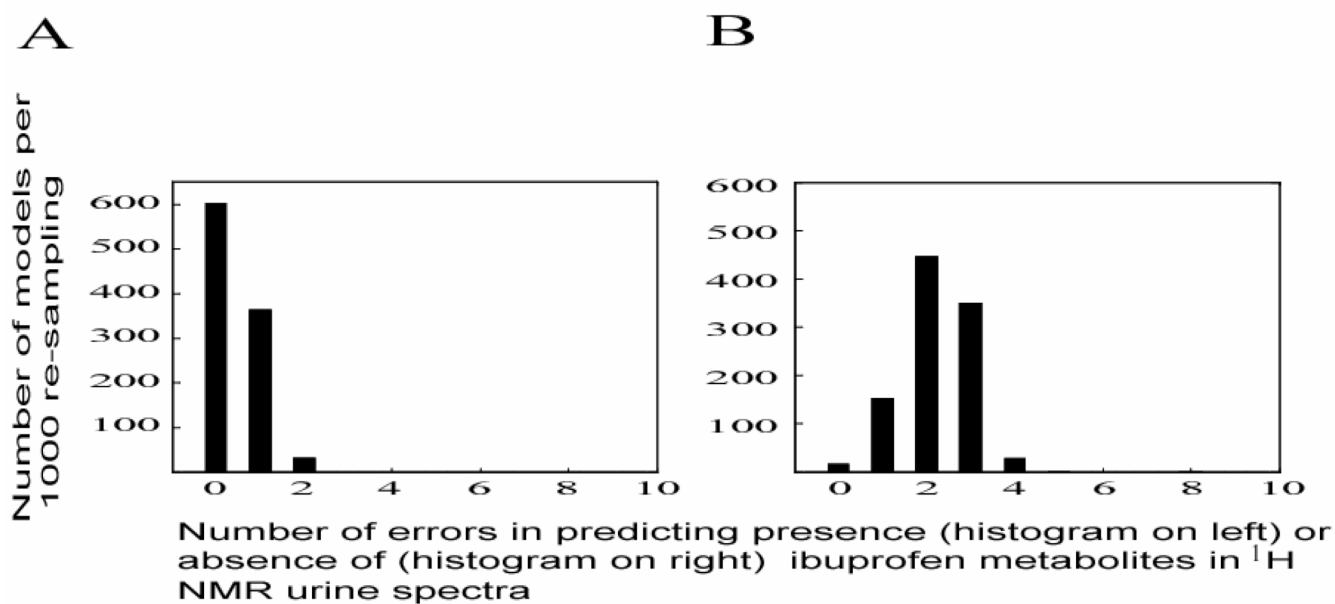 A
B
Number of models per
1000 re-sampling
600
500
400
300
200
100
0 2 4 6 8 10
600
500
400
300
200
100
0 2 4 6 8 10
Number of errors in predicting presence (histogram on left) or
absence of (histogram on right) ibuprofen metabolites in ¹H
NMR urine spectra